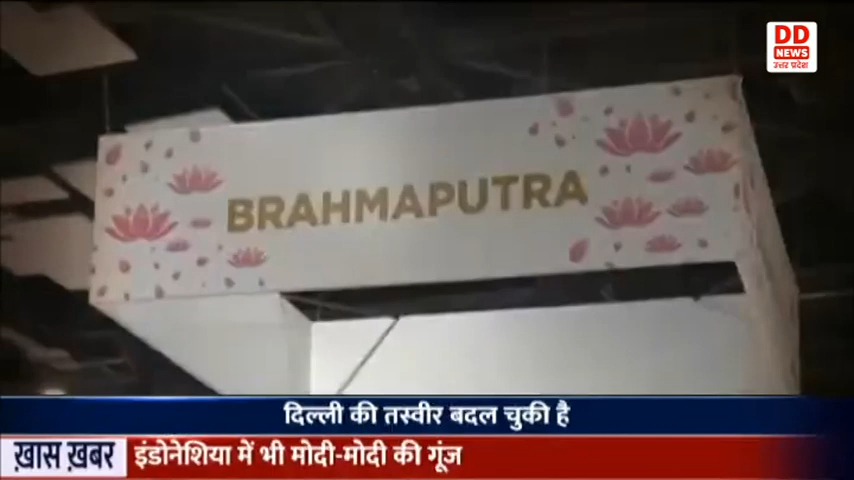 DD
NEWS
उत्तर प्रदेश
BRAHMAPUTRA
दिल्ली की तस्वीर बदल चुकी है
ख़ास ख़बर
इंडोनेशिया में भी मोदी-मोदी की गूंज